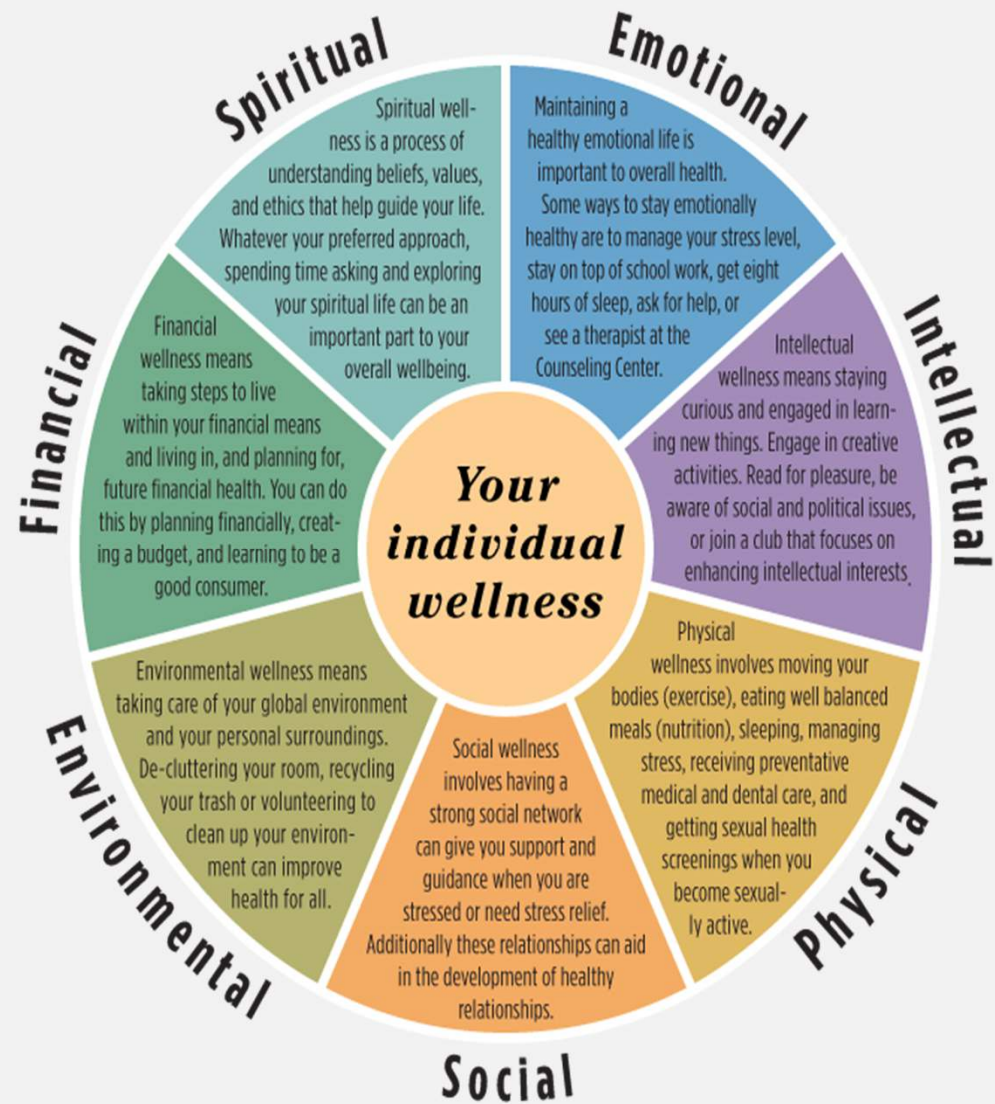 Spiritual
Spiritual well-
ness is a process of
understanding beliefs, values,
and ethics that help guide your life.
Whatever your preferred approach,
spending time asking and exploring
your spiritual life can be an
important part to your
overall wellbeing.
Emotional
Maintaining a
healthy emotional life is
important to overall health.
Some ways to stay emotionally
healthy are to manage your stress level,
stay on top of school work, get eight
hours of sleep, ask for help, or
see a therapist at the
Counseling Center.
Intellectual
Intellectual
wellness means staying
curious and engaged in learn-
ing new things. Engage in creative
activities. Read for pleasure, be
aware of social and political issues,
or join a club that focuses on
enhancing intellectual interests.
Physical
Physical
wellness involves moving your
bodies (exercise), eating well balanced
meals (nutrition), sleeping, managing
stress, receiving preventative
medical and dental care, and
getting sexual health
screenings when you
become sexual-
ly active.
Social
Social wellness
involves having a
strong social network
can give you support and
guidance when you are
stressed or need stress relief.
Additionally these relationships can aid
in the development of healthy
relationships.
Environmental
Environmental wellness means
taking care of your global environment
and your personal surroundings.
De-cluttering your room, recycling
your trash or volunteering to
clean up your environ-
ment can improve
health for all.
Financial
Financial
wellness means
taking steps to live
within your financial means
and living in, and planning for,
future financial health. You can do
this by planning financially, creat-
ing a budget, and learning to be a
good consumer.
Your
individual
wellness